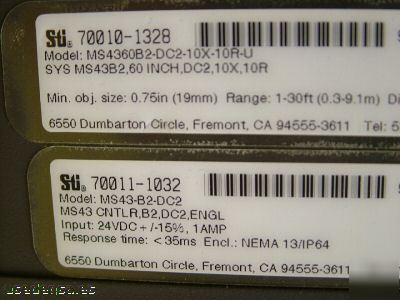 Sti® 70010-1328
Model: MS4360B2-DC2-10X-10R-U
SYS MS43B2,60 INCH,DC2,10X,10R
Min. obj. size: 0.75in (19mm) Range: 1-30ft (0.3-9.1m) Di
6550 Dumbarton Circle, Fremont, CA 94555-3611 Tel: 5
Sti® 70011-1032
Model: MS43-B2-DC2
MS43 CNTLR,B2,DC2,ENGL
Input: 24VDC+/-15%, 1AMP
Response time: <35ms Encl.: NEMA 13/IP64
6550 Dumbarton Circle, Fremont, CA 94555-3611